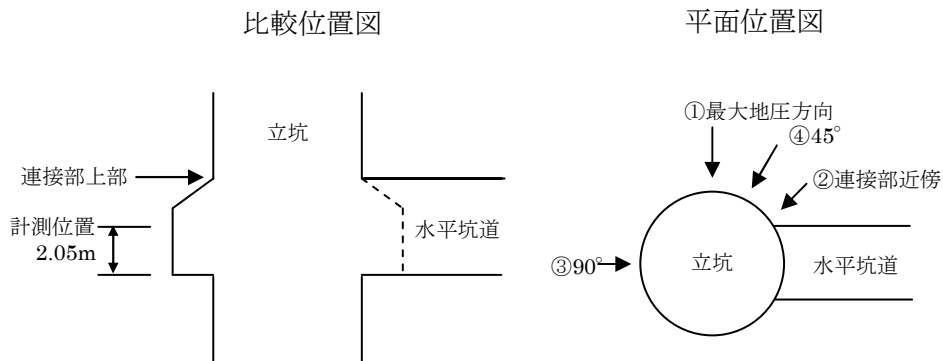 比較位置図
立坑
連接部上部
計測位置
2.05m
水平坑道
平面位置図
①最大地圧方向
④45°
②連接部近傍
③90°
立坑
水平坑道